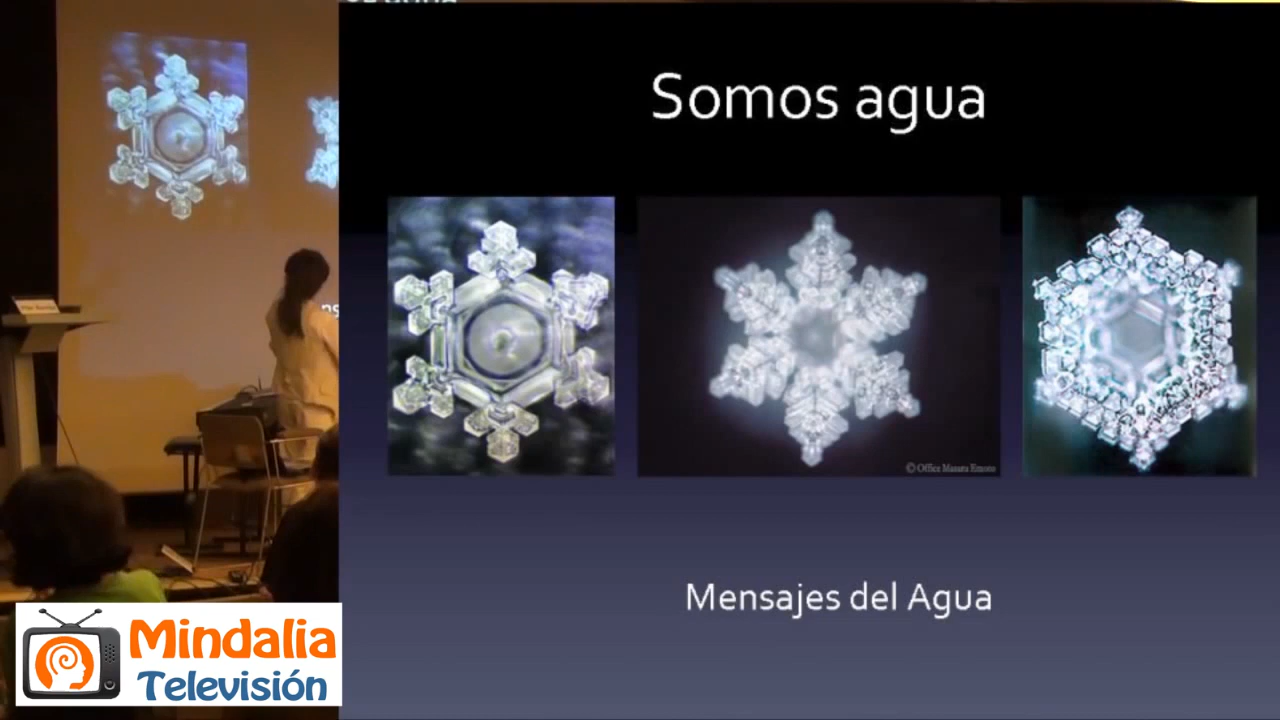 Somos agua
© Office Masaru Emoto
Mensajes del Agua
Mindalia
Televisión